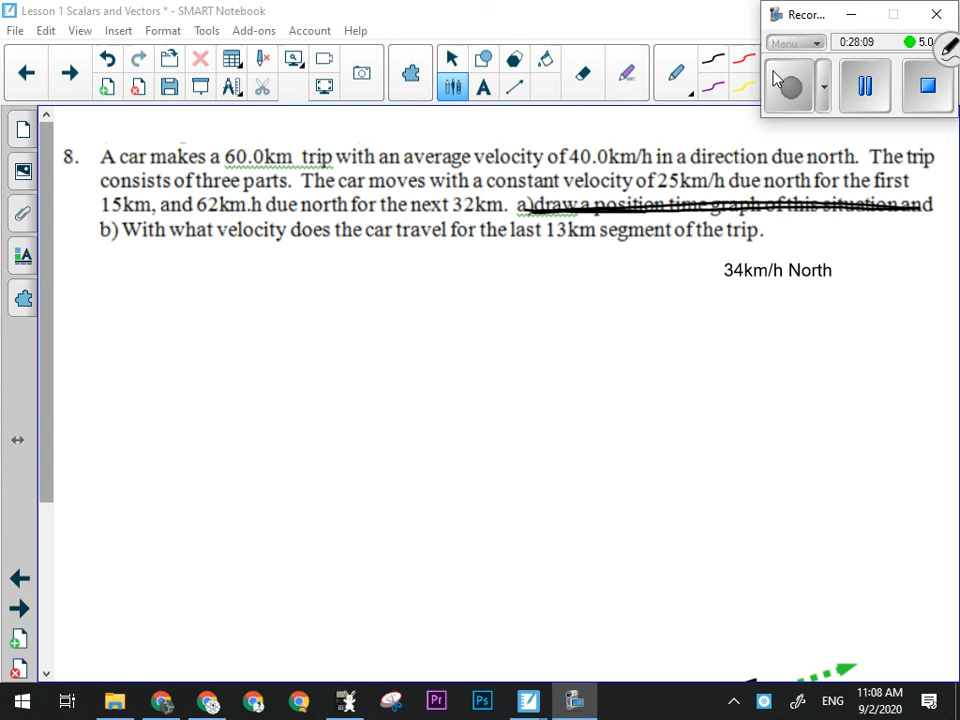 Lesson 1 Scalars and Vectors * - SMART Notebook
Recor...
File Edit View Insert Format Tools Add-ons Account Help
Menu 0:28:09 5.0
8. A car makes a 60.0km trip with an average velocity of 40.0km/h in a direction due north. The trip
consists of three parts. The car moves with a constant velocity of 25km/h due north for the first
15km, and 62km.h due north for the next 32km. a)draw a position time graph of this situation and
b) With what velocity does the car travel for the last 13km segment of the trip.
34km/h North
ENG
11:08 AM
9/2/2020